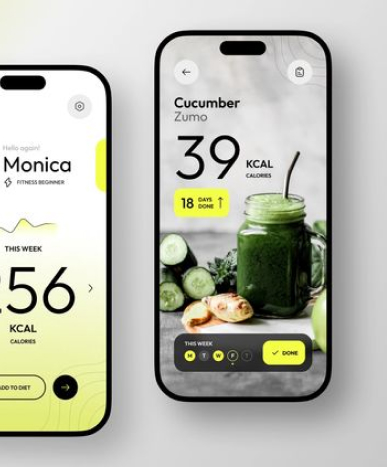 Hello again!
Monica
FITNESS BEGINNER
THIS WEEK
256
KCAL
CALORIES
ADD TO DIET
Cucumber
Zumo
39 KCAL
CALORIES
18 DAYS
DONE
THIS WEEK
M T W F ?
DONE